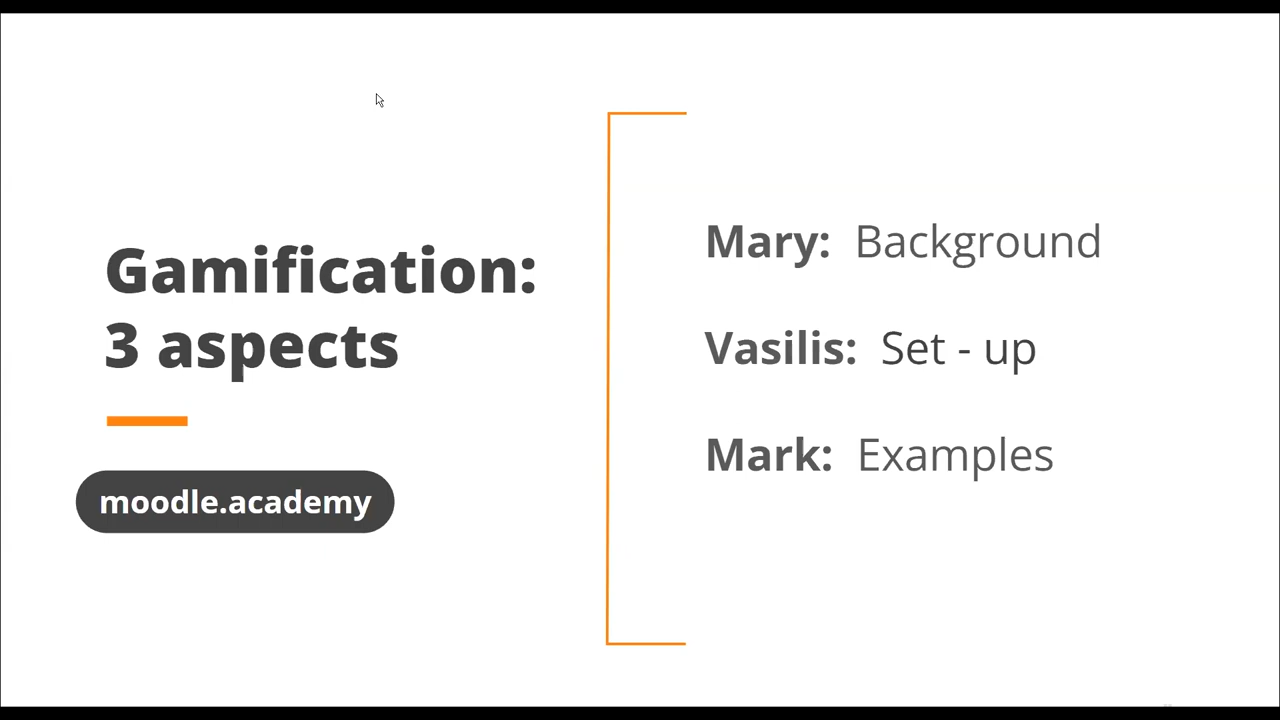 Gamification:
3 aspects
moodle.academy
Mary: Background
Vasilis: Set - up
Mark: Examples